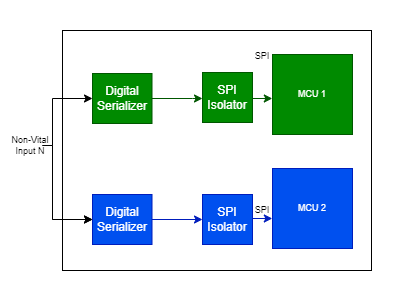 SPI
Digital
Serializer
SPI
Isolator
MCU 1
Non-Vital
Input N
Digital
Serializer
SPI
Isolator
SPI
MCU 2